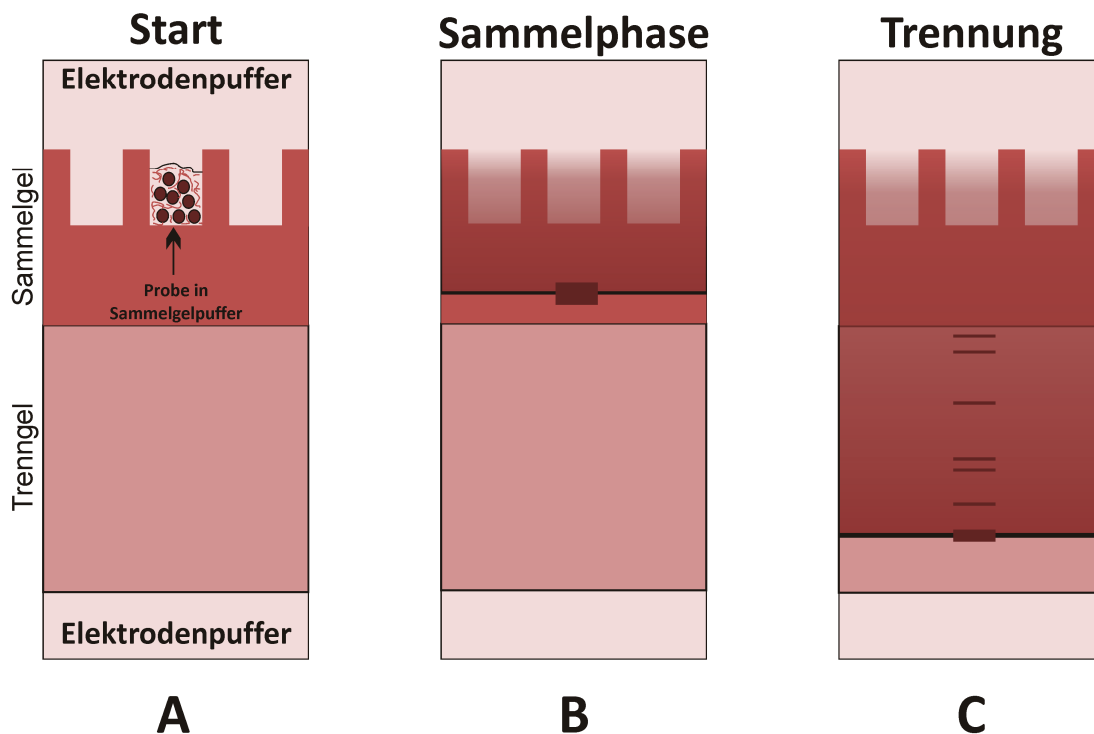 Start
Sammelphase
Trennung
Elektrodenpuffer
Sammelgel
Probe in
Sammelgelpuffer
Trenngel
Elektrodenpuffer
A
B
C